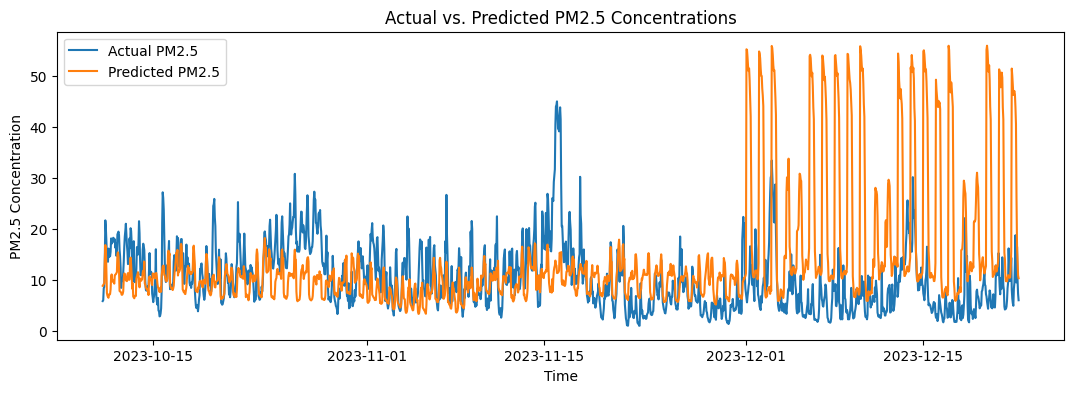 Actual vs. Predicted PM2.5 Concentrations
Actual PM2.5
Predicted PM2.5
PM2.5 Concentration
50
40
30
20
10
0
2023-10-15
2023-11-01
2023-11-15
2023-12-01
2023-12-15
Time